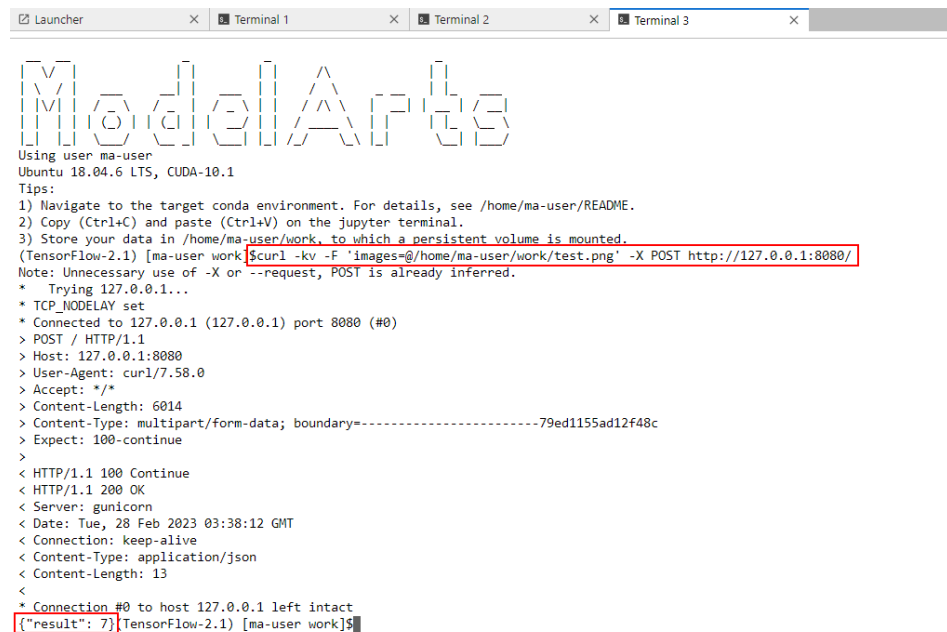 Launcher
Terminal 1
Terminal 2
Terminal 3
ModelArts
Using user ma-user
Ubuntu 18.04.6 LTS, CUDA-10.1
Tips:
1) Navigate to the target conda environment. For details, see /home/ma-user/README.
2) Copy (Ctrl+C) and paste (Ctrl+V) on the jupyter terminal.
3) Store your data in /home/ma-user/work, to which a persistent volume is mounted.
(TensorFlow-2.1) [ma-user work]$curl -kv -F 'images=@/home/ma-user/work/test.png' -X POST http://127.0.0.1:8080/
Note: Unnecessary use of -X or --request, POST is already inferred.
*   Trying 127.0.0.1...
* TCP_NODELAY set
* Connected to 127.0.0.1 (127.0.0.1) port 8080 (#0)
> POST / HTTP/1.1
> Host: 127.0.0.1:8080
> User-Agent: curl/7.58.0
> Accept: */*
> Content-Length: 6014
> Content-Type: multipart/form-data; boundary=------------------------79ed1155ad12f48c
> Expect: 100-continue
>
< HTTP/1.1 100 Continue
< HTTP/1.1 200 OK
< Server: gunicorn
< Date: Tue, 28 Feb 2023 03:38:12 GMT
< Connection: keep-alive
< Content-Type: application/json
< Content-Length: 13
<
* Connection #0 to host 127.0.0.1 left intact
{"result": 7}(TensorFlow-2.1) [ma-user work]$